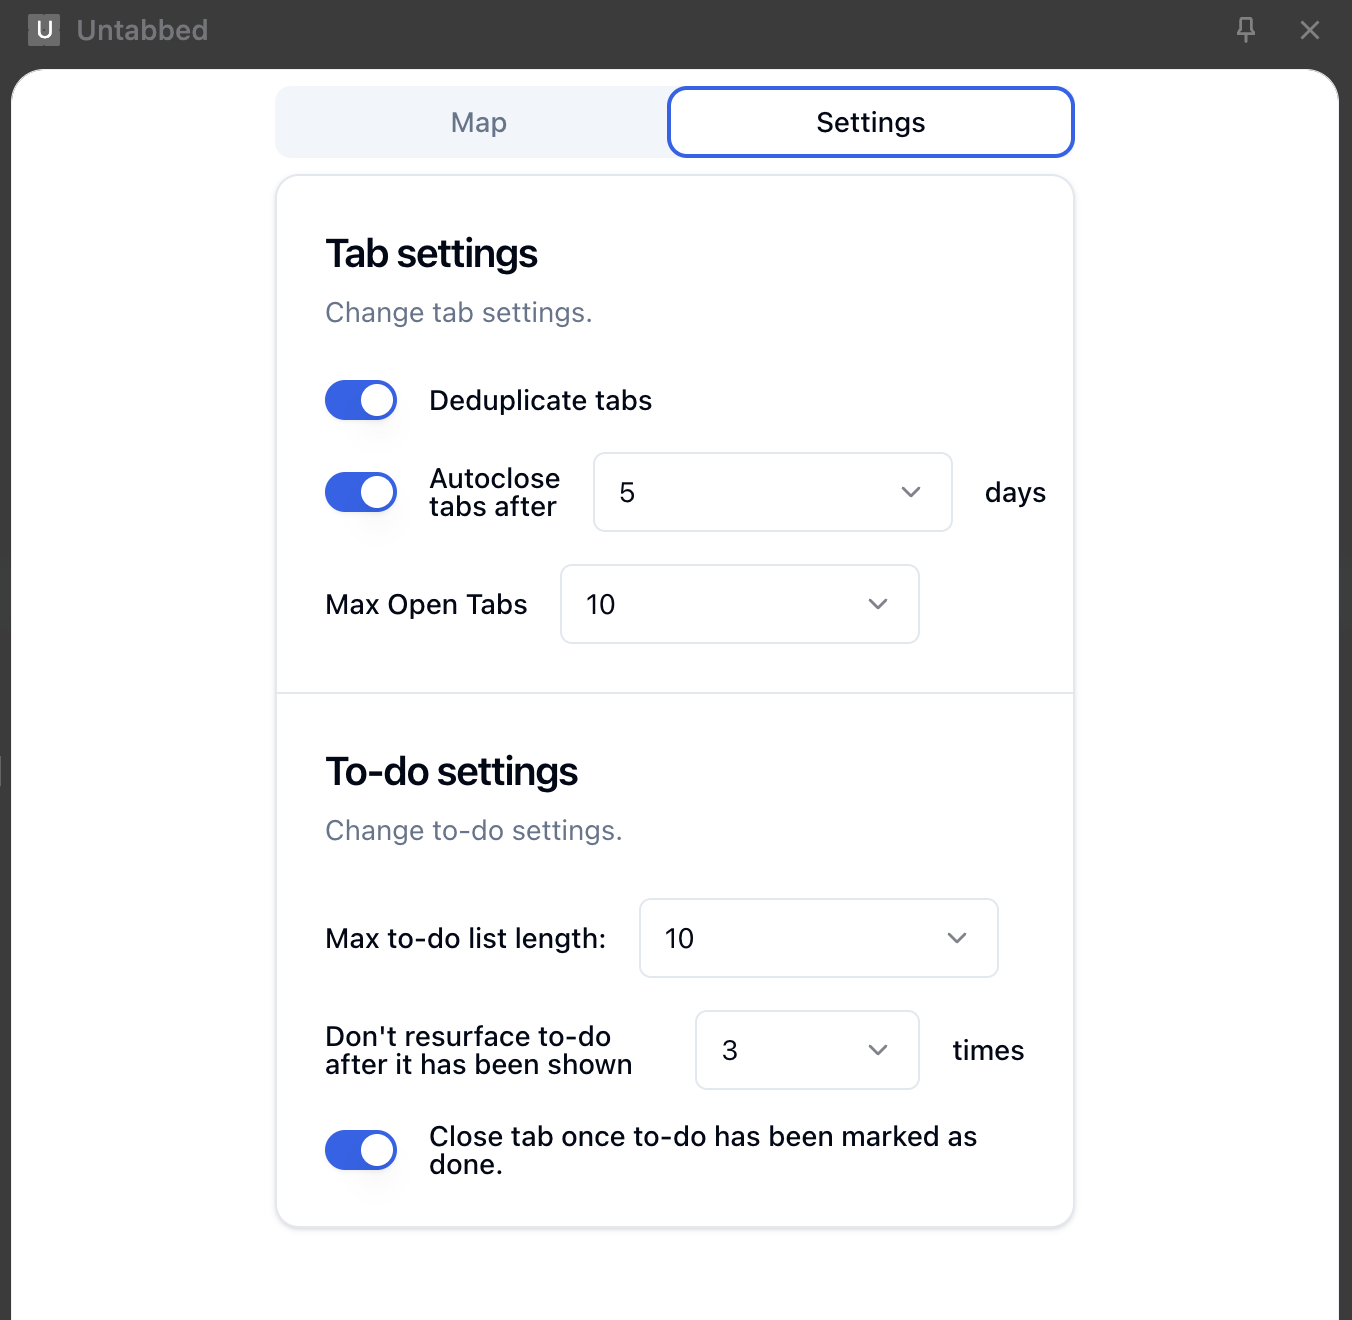 U Untabbed
Map Settings
Tab settings
Change tab settings.
Deduplicate tabs
Autoclose
tabs after
5
days
Max Open Tabs 10
To-do settings
Change to-do settings.
Max to-do list length: 10
Don't resurface to-do
after it has been shown
3
times
Close tab once to-do has been marked as
done.